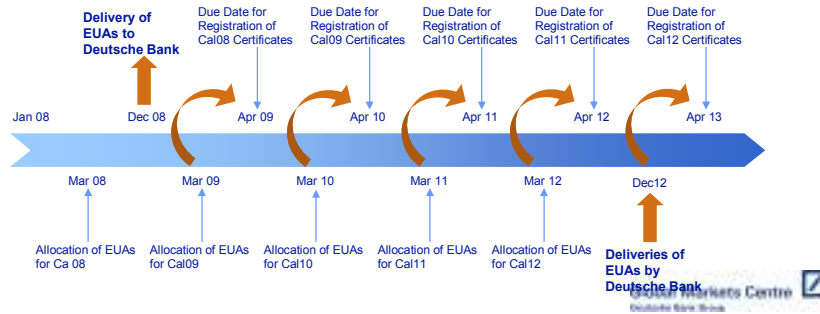 Delivery of
EUAs to
Deutsche Bank
Due Date for
Registration of
Cal08 Certificates
Due Date for
Registration of
Cal09 Certificates
Due Date for
Registration of
Cal10 Certificates
Due Date for
Registration of
Cal11 Certificates
Due Date for
Registration of
Cal12 Certificates
Jan 08
Dec 08
Apr 09
Apr 10
Apr 11
Apr 12
Apr 13
Mar 08
Mar 09
Mar 10
Mar 11
Mar 12
Dec12
Allocation of EUAs
for Ca 08
Allocation of EUAs
for Cal09
Allocation of EUAs
for Cal10
Allocation of EUAs
for Cal11
Allocation of EUAs
for Cal12
Deliveries of
EUAs by
Deutsche Bank
Global Markets Centre
Deutsche Bank Group